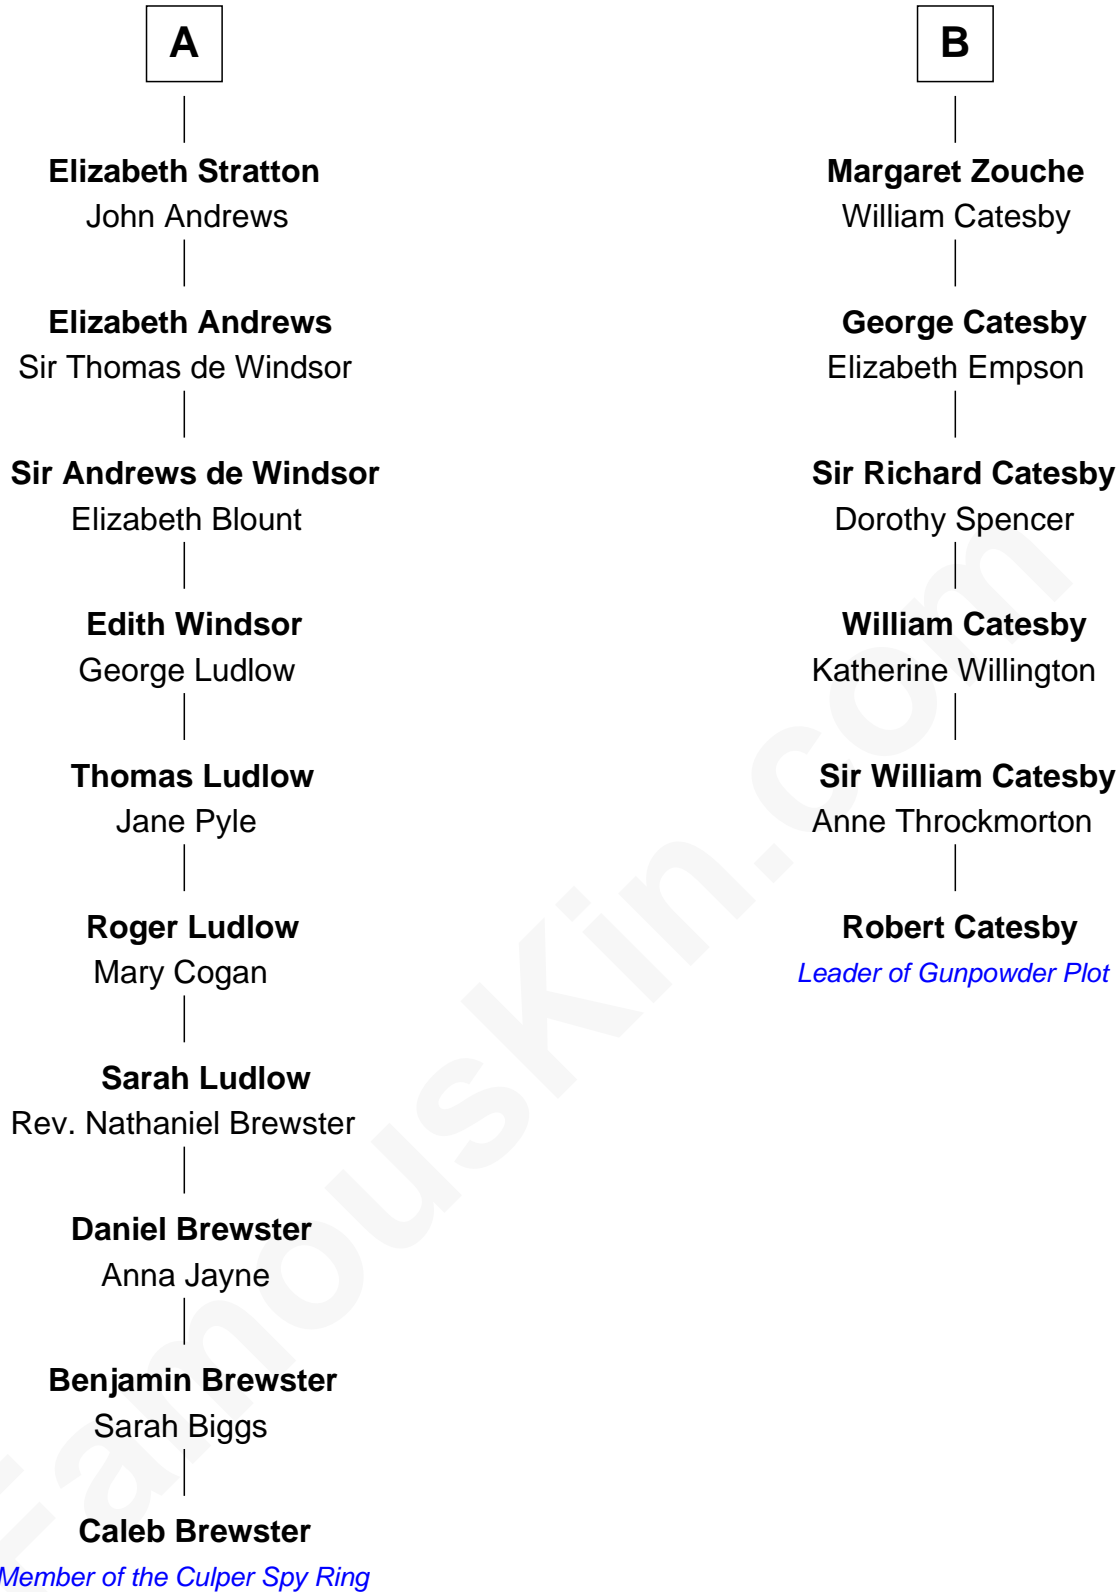 A
Elizabeth Stratton
John Andrews
Elizabeth Andrews
Sir Thomas de Windsor
Sir Andrews de Windsor
Elizabeth Blount
Edith Windsor
George Ludlow
Thomas Ludlow
Jane Pyle
Roger Ludlow
Mary Cogan
Sarah Ludlow
Rev. Nathaniel Brewster
Daniel Brewster
Anna Jayne
Benjamin Brewster
Sarah Biggs
Caleb Brewster
Member of the Culper Spy Ring
B
Margaret Zouche
William Catesby
George Catesby
Elizabeth Empson
Sir Richard Catesby
Dorothy Spencer
William Catesby
Katherine Willington
Sir William Catesby
Anne Throckmorton
Robert Catesby
Leader of Gunpowder Plot
FamousKin.com